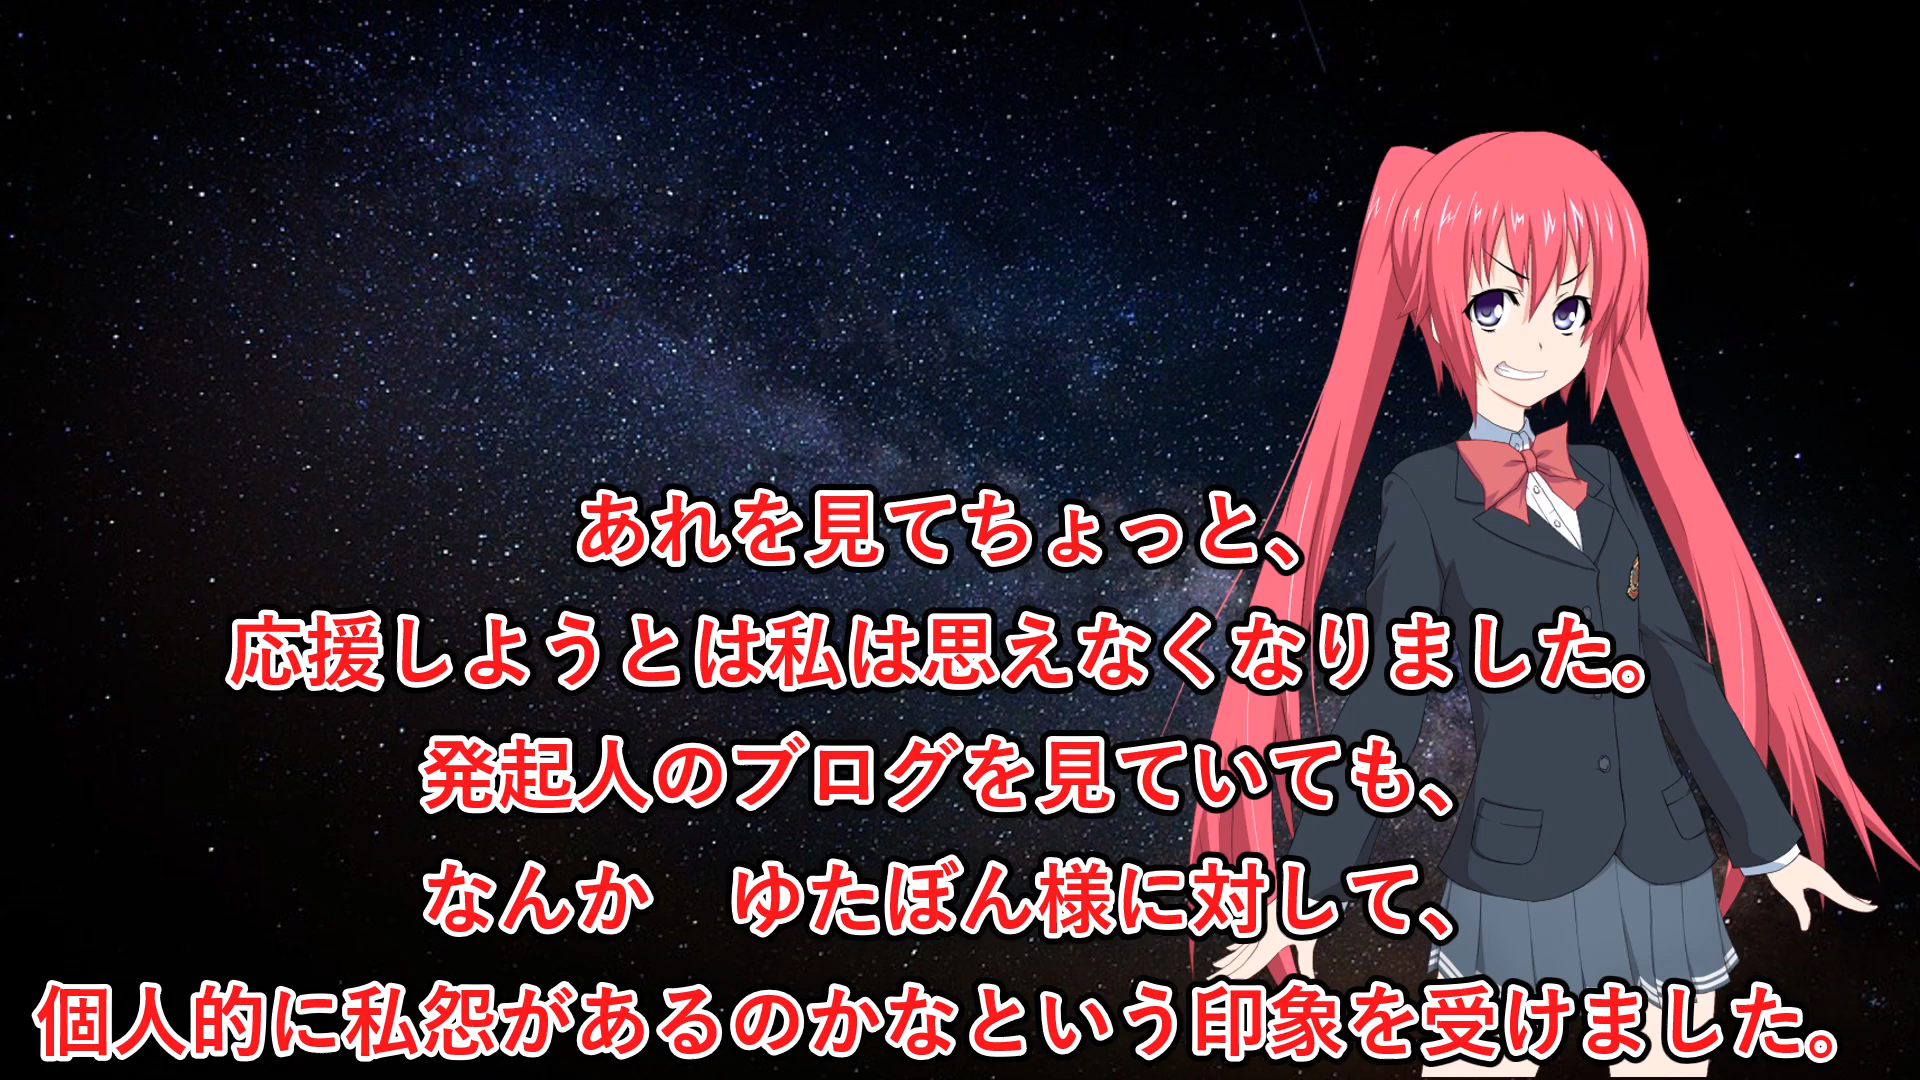 あれを見てちょっと、
応援しようとは私は思えなくなりました。
発起人のブログを見ていても、
なんか　ゆたぼん様に対して、
個人的に私怨があるのかなという印象を受けました。